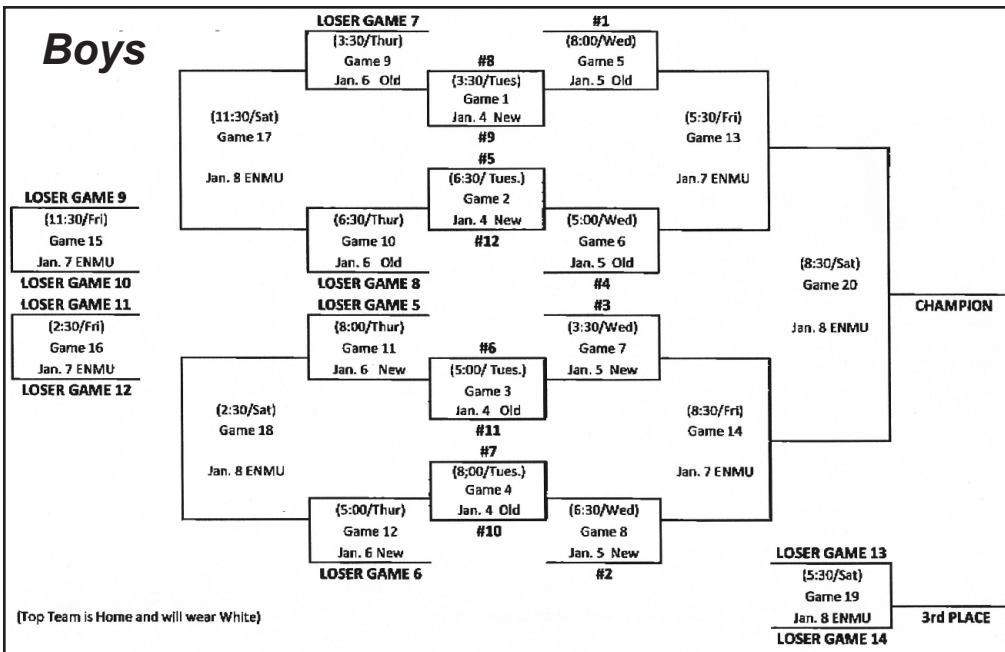 Boys
LOSER GAME 7
(3:30/Thur)
Game 9
Jan. 6 Old
#1
(8:00/Wed)
Game 5
Jan. 5 Old
#8
(3:30/Tues)
Game 1
Jan. 4 New
#9
(11:30/Sat)
Game 17
Jan. 8 ENMU
(5:30/Fri)
Game 13
Jan.7 ENMU
#5
(6:30/ Tues.)
Game 2
Jan. 4 New
#12
LOSER GAME 9
(11:30/Fri)
Game 15
Jan. 7 ENMU
LOSER GAME 10
(6:30/Thur)
Game 10
Jan. 6 Old
LOSER GAME 8
(5:00/Wed)
Game 6
Jan. 5 Old
#4
(8:30/Sat)
Game 20
Jan. 8 ENMU
CHAMPION
LOSER GAME 11
(2:30/Fri)
Game 16
Jan. 7 ENMU
LOSER GAME 12
LOSER GAME 5
(8:00/Thur)
Game 11
Jan. 6 New
#3
(3:30/Wed)
Game 7
Jan. 5 New
#6
(5:00/ Tues.)
Game 3
Jan. 4 Old
#11
(2:30/Sat)
Game 18
Jan. 8 ENMU
(8:30/Fri)
Game 14
Jan. 7 ENMU
#7
(8;00/Tues.)
Game 4
Jan. 4 Old
#10
(5:00/Thur)
Game 12
Jan. 6 New
LOSER GAME 6
(6:30/Wed)
Game 8
Jan. 5 New
#2
LOSER GAME 13
(5:30/Sat)
Game 19
Jan. 8 ENMU
LOSER GAME 14
3rd PLACE
(Top Team is Home and will wear White)